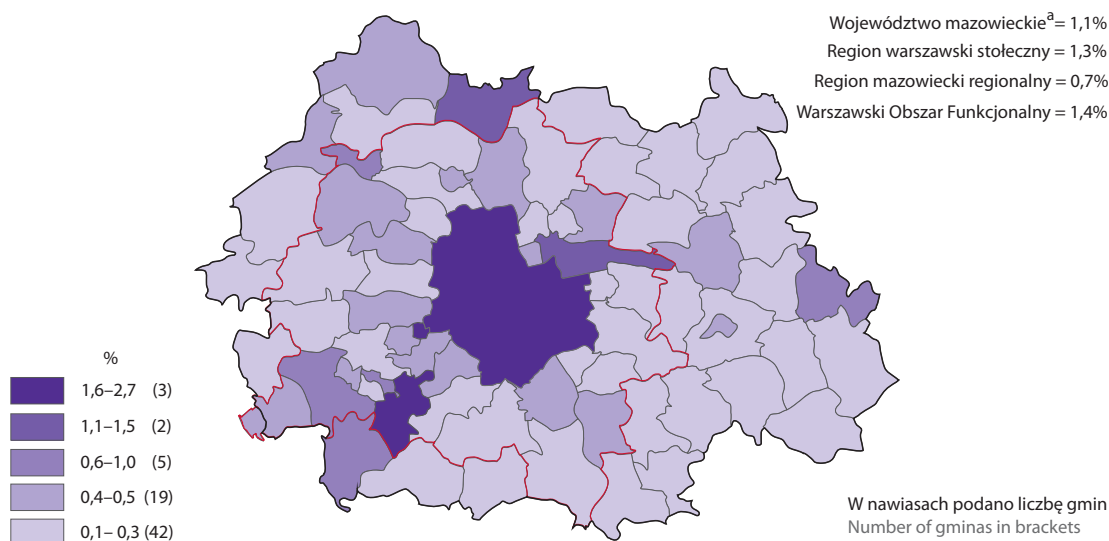 Województwo mazowieckieª = 1,1%
Region warszawski stołeczny = 1,3%
Region mazowiecki regionalny = 0,7%
Warszawski Obszar Funkcjonalny = 1,4%
%
1,6–2,7 (3)
1,1–1,5 (2)
0,6–1,0 (5)
0,4–0,5 (19)
0,1– 0,3 (42)
W nawiasach podano liczbę gmin
Number of gminas in brackets